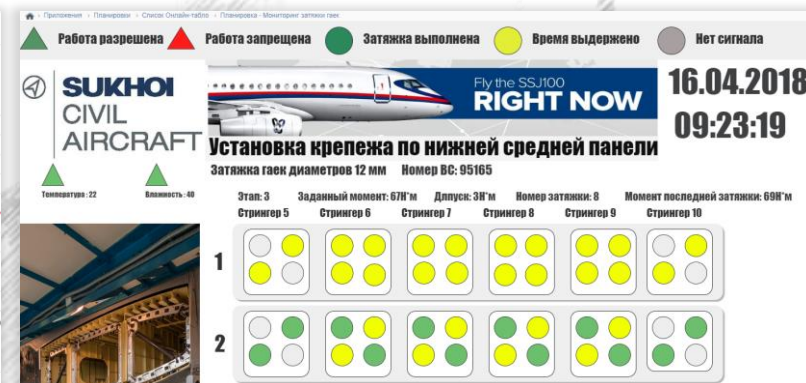 Приложения › Планировки › Список Онлайн-табло › Планировка - Мониторинг затяжки гаек
Работа разрешена Работа запрещена Затяжка выполнена Время выдержено Нет сигнала
SUKHOI
CIVIL
AIRCRAFT
Fly the SSJ100
RIGHT NOW
16.04.2018
09:23:19
Установка крепежа по нижней средней панели
Затяжка гаек диаметров 12 мм Номер ВС: 95165
Температура: 22 Влажность: 40
Этап: 3 Заданный момент: 67Н*м Длпуск: 3Н*м Номер затяжки: 8 Момент последней затяжки: 69Н*м
Стрингер 5 Стрингер 6 Стрингер 7 Стрингер 8 Стрингер 9 Стрингер 10
1
2